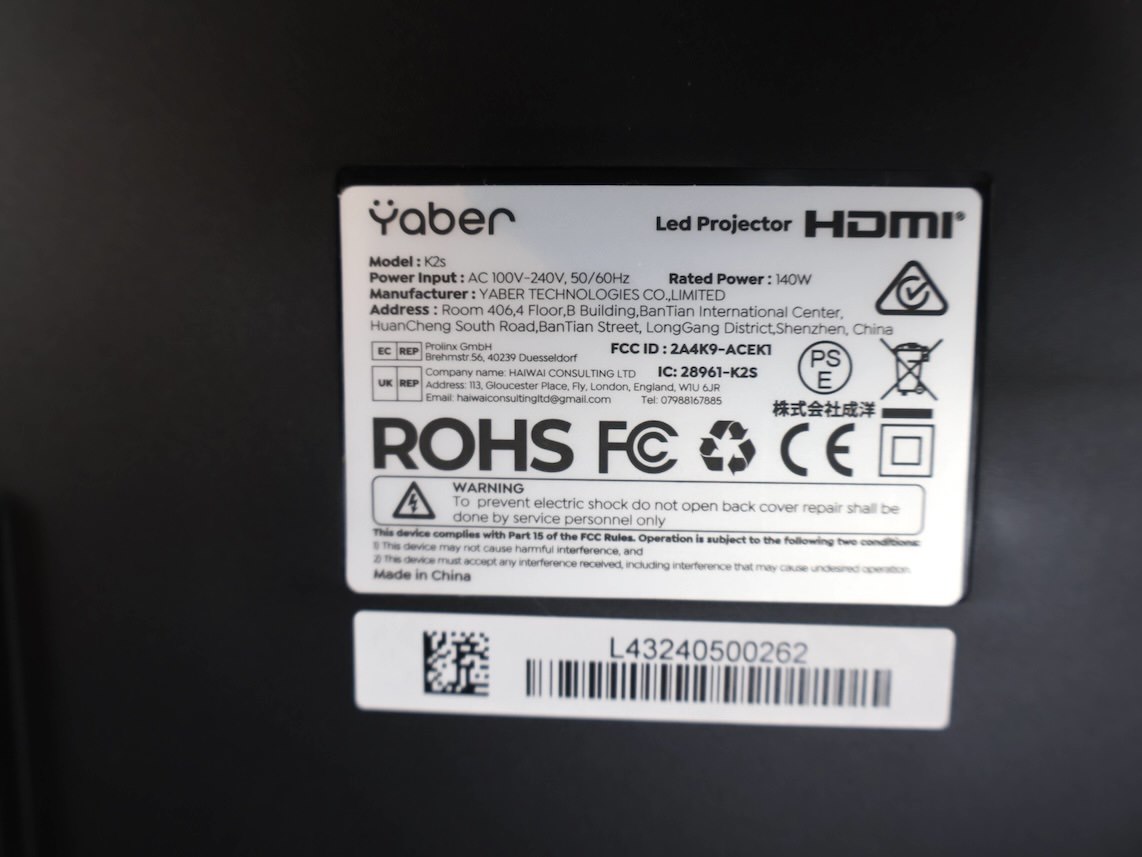 Yaber
Led Projector HDMI®
Model : K2s
Power Input : AC 100V-240V, 50/60Hz Rated Power : 140W
Manufacturer : YABER TECHNOLOGIES CO.,LIMITED
Address : Room 406,4 Floor,B Building,BanTian International Center,
HuanCheng South Road,BanTian Street, LongGang District,Shenzhen, China
EC REP Prolinx GmbH
Brehmstr.56, 40239 Duesseldorf
FCC ID : 2A4K9-ACEK1
IC: 28961-K2S
UK REP Company name: HAIWAI CONSULTING LTD
Address: 113, Gloucester Place, Fly, London, England, W1U 6JR
Email: haiwaiconsultingltd@gmail.com Tel: 07988167885
PS
E
株式会社成洋
ROHS FC CE
WARNING
To prevent electric shock do not open back cover repair shall be
done by service personnel only
This device complies with Part 15 of the FCC Rules. Operation is subject to the following two conditions:
1) This device may not cause harmful interference, and
2) This device must accept any interference received, including interference that may cause undesired operation.
Made in China
L43240500262